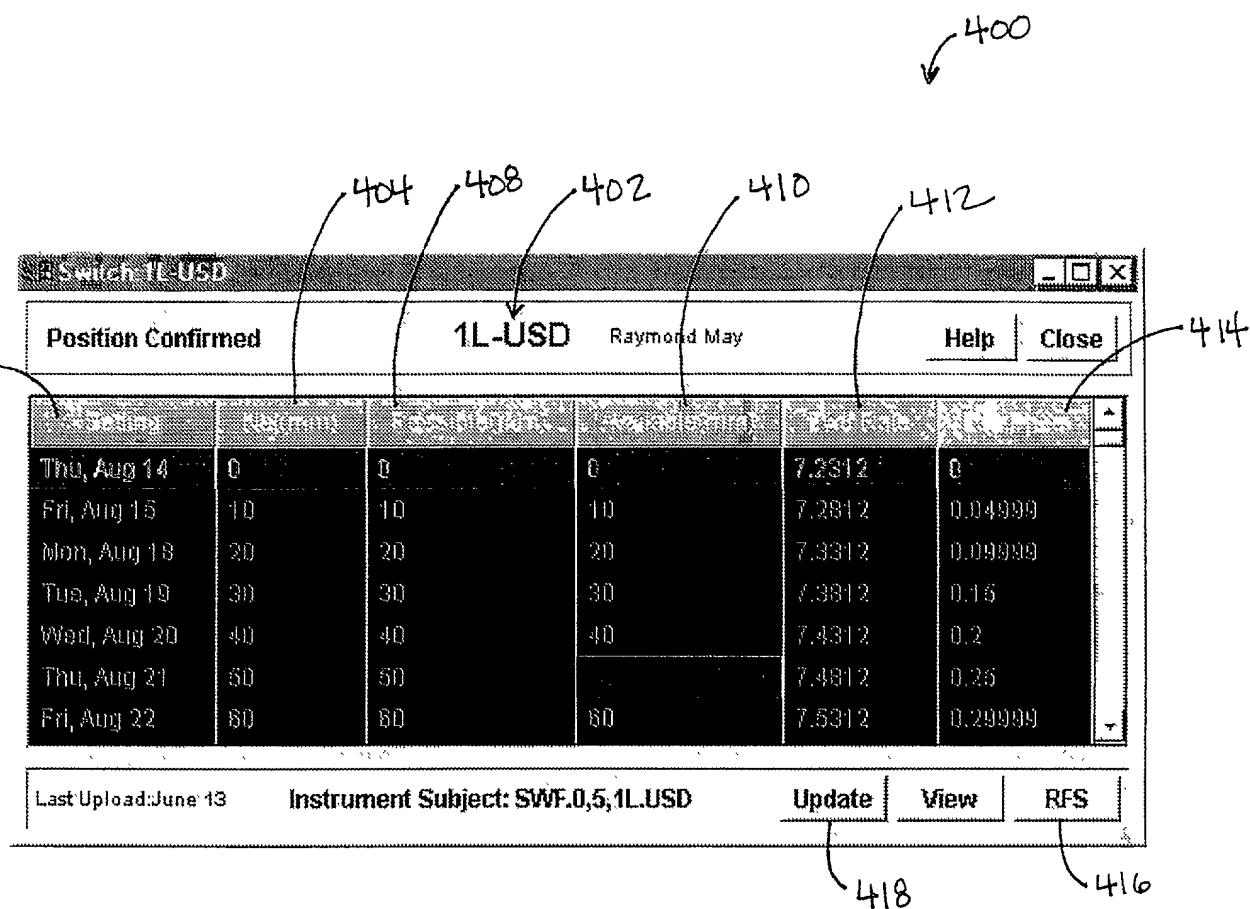 400
404 408 402 410 412
Switch:1L-USD
Position Confirmed 1L-USD Raymond May Help Close
414
Thu, Aug 14 0 0 0 7.2312 0
Fri, Aug 15 10 10 10 7.2812 0.04999
Mon, Aug 18 20 20 20 7.3312 0.09999
Tue, Aug 19 30 30 30 7.3812 0.15
Wed, Aug 20 40 40 40 7.4312 0.2
Thu, Aug 21 50 50 7.4812 0.25
Fri, Aug 22 60 60 60 7.5312 0.29999
Last Upload:June 13 Instrument Subject: SWF.0,5,1L.USD Update View RFS
418 416